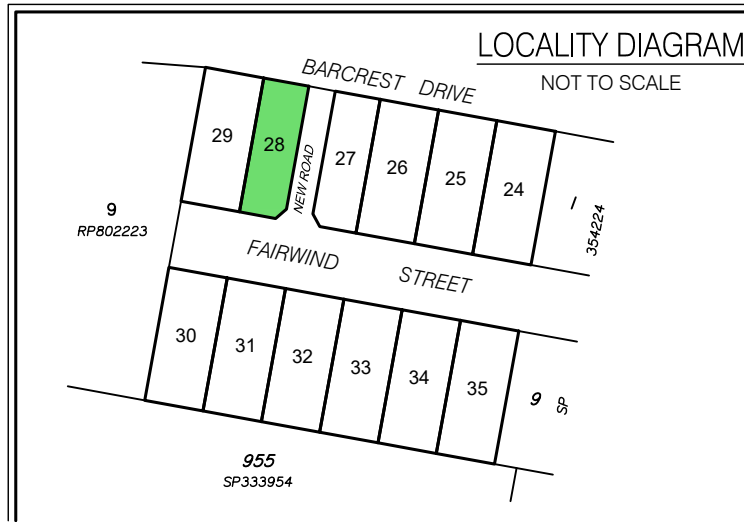 LOCALITY DIAGRAM
NOT TO SCALE
BARCREST DRIVE
29
28
NEW ROAD
27
26
25
24
1
354224
9
RP802223
FAIRWIND STREET
30
31
32
33
34
35
9
SP
955
SP333954